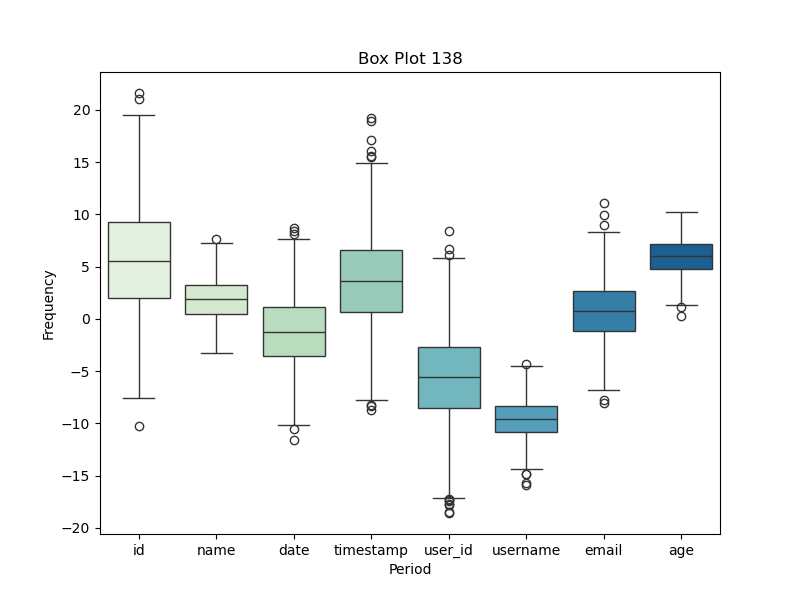 Box Plot 138
Frequency
20
15
10
5
0
−5
−10
−15
−20
id name date timestamp user_id username email age
Period